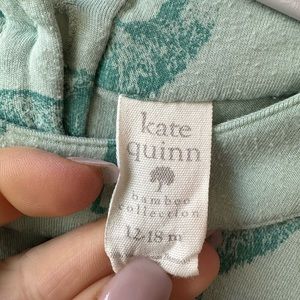 kate
quinn
bamboo
collection
12-18 m